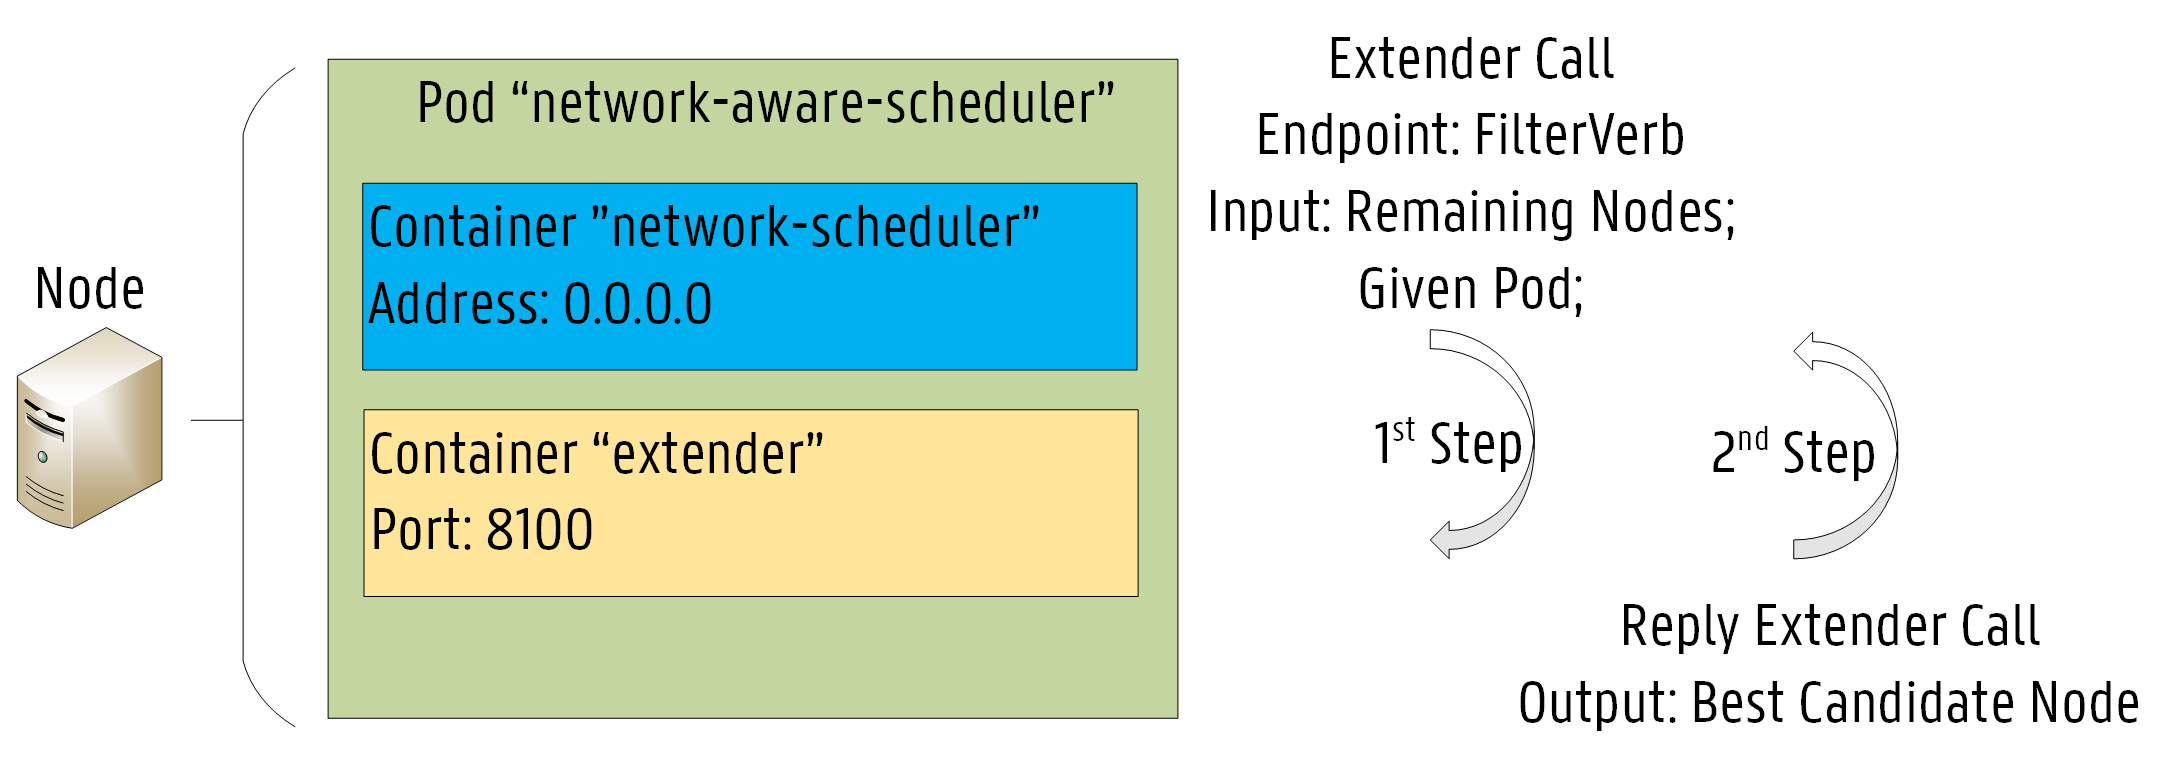 Node
Pod “network-aware-scheduler”
Container ”network-scheduler”
Address: 0.0.0.0
Container “extender”
Port: 8100
Extender Call
Endpoint: FilterVerb
Input: Remaining Nodes;
Given Pod;
1st Step
2nd Step
Reply Extender Call
Output: Best Candidate Node